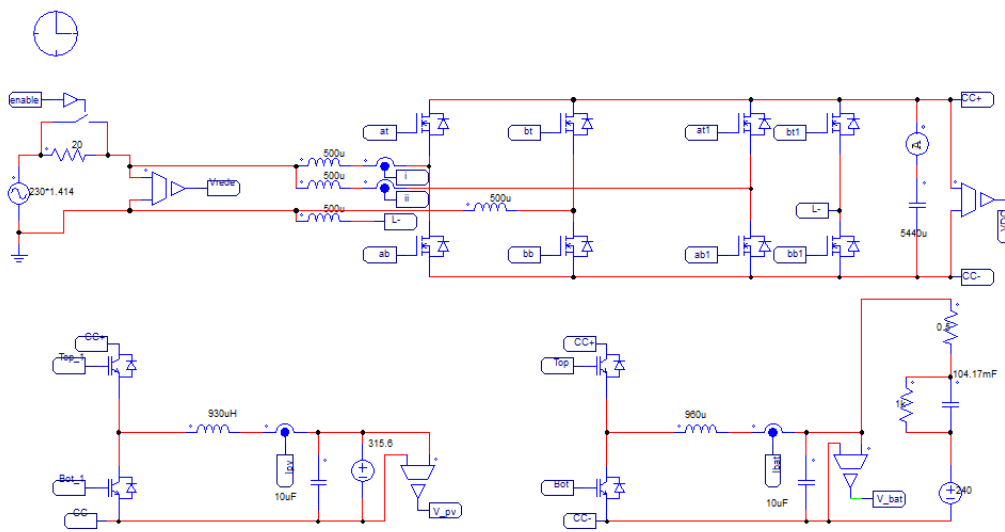 enable
20
230*1.414
Vrede
500u
i
500u
ii
500u
L-
500u
at
bt
at1
bt1
L-
ab
bb
ab1
bb1
A
5440u
CC+
CC-
CC+
Top_1
930uH
Ipv
315.6
10uF
Bot_1
CC
V_pv
CC+
Top
960u
Ibat
10uF
Bot
CC-
V_bat
104.17mF
1k
240